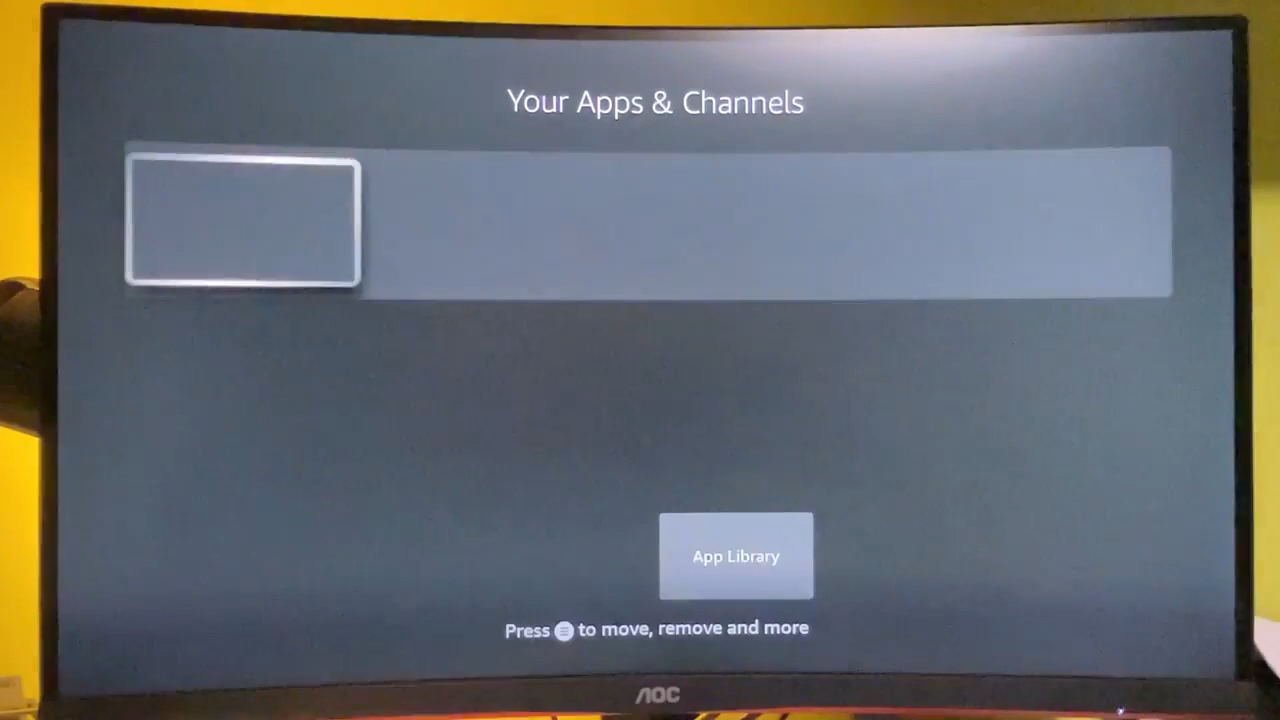 Your Apps & Channels
App Library
Press ☰ to move, remove and more
AOC